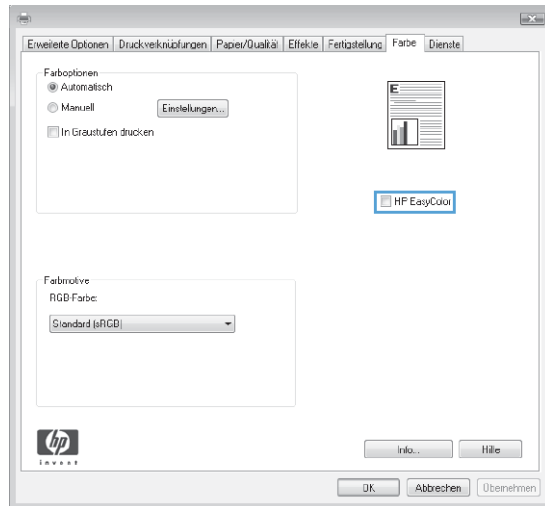 Erweiterte Optionen Druckverknüpfungen Papier/Qualität Effekte Fertigstellung Farbe Dienste
Farboptionen
Automatisch
Manuell Einstellungen...
In Graustufen drucken
E
HP EasyColor
Farbmotive
RGB-Farbe:
Standard (sRGB)
hp
invent
Info... Hilfe
OK Abbrechen Übernehmen